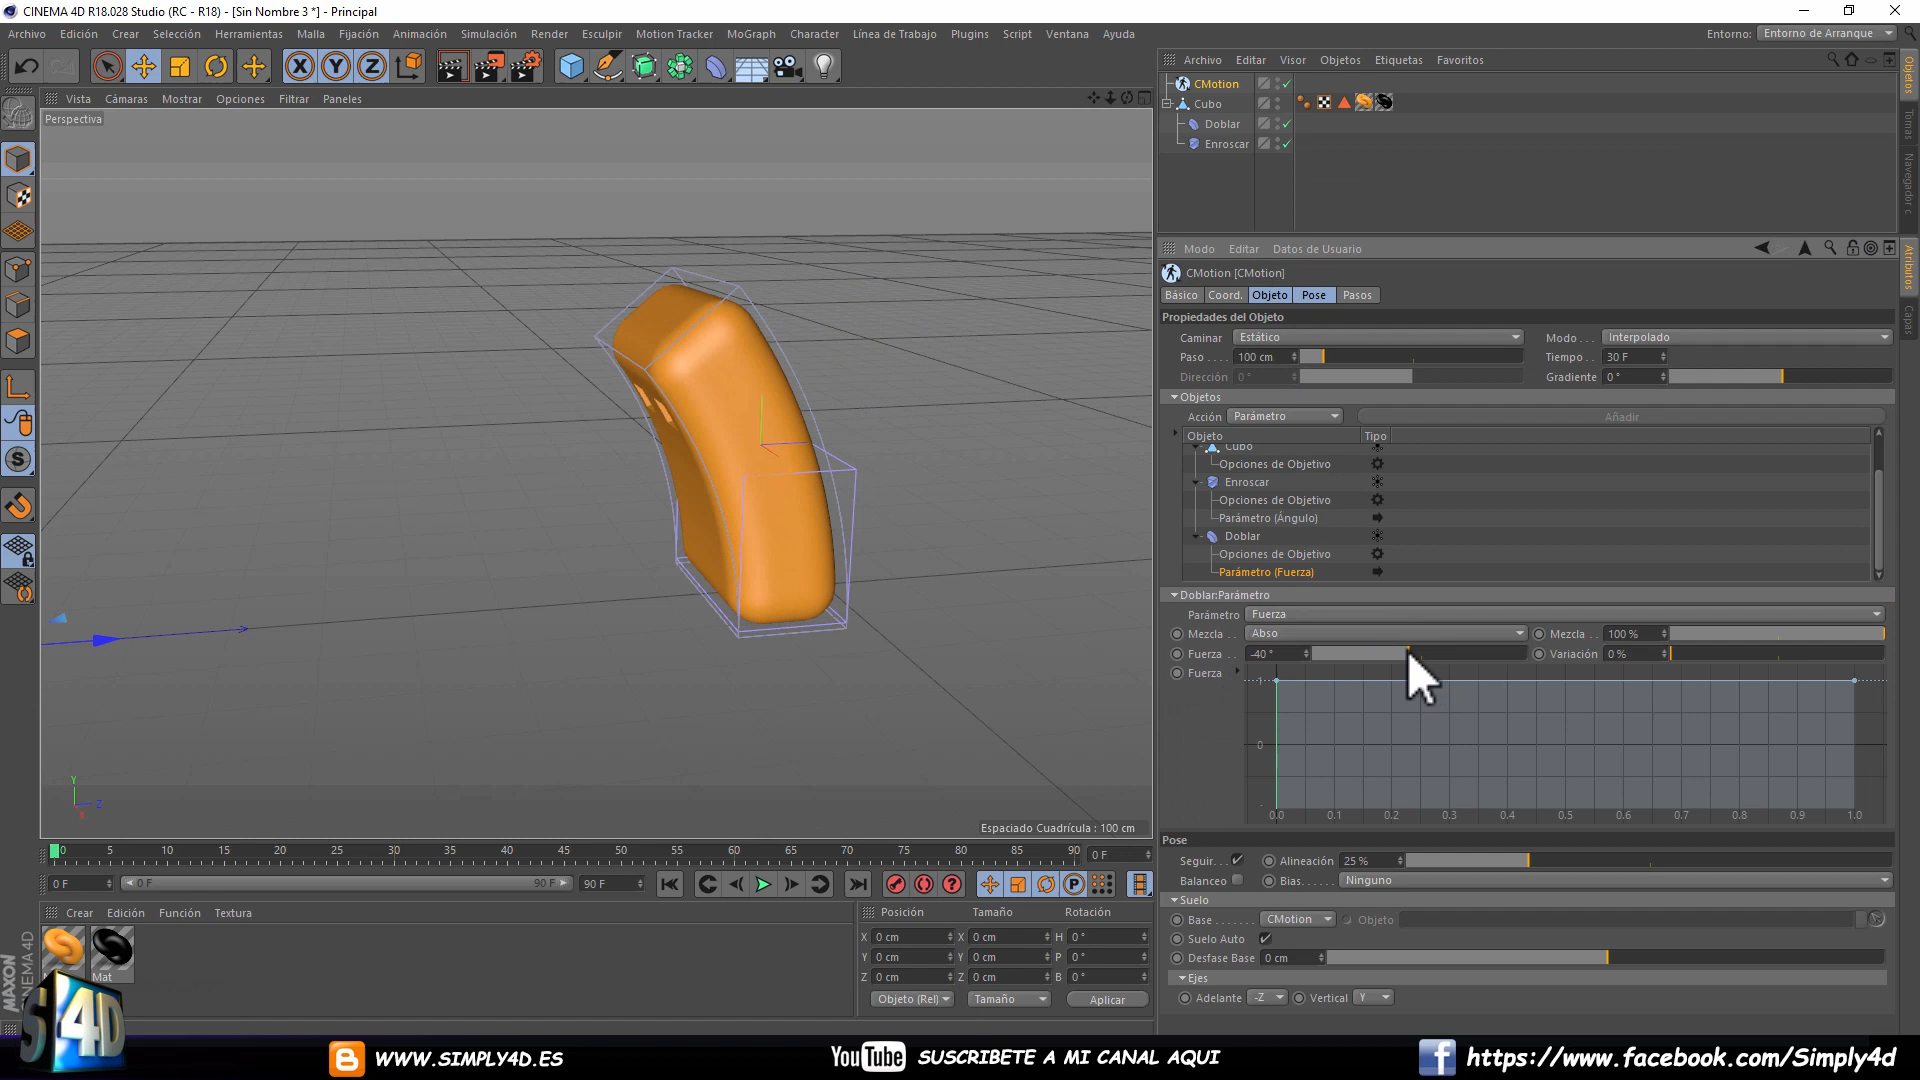 CINEMA 4D R18.028 Studio (RC - R18) - [Sin Nombre 3 *] - Principal
Archivo Edición Crear Selección Herramientas Malla Fijación Animación Simulación Render Esculpir Motion Tracker MoGraph Character Línea de Trabajo Plugins Script Ventana Ayuda Entorno: Entorno de Arranque
Vista Cámaras Mostrar Opciones Filtrar Paneles
Perspectiva
Y
Z
X
Espaciado Cuadrícula : 100 cm
0 5 10 15 20 25 30 35 40 45 50 55 60 65 70 75 80 85 90 0 F
0 F 0 F 90 F 90 F
Crear Edición Función Textura
Mat
Posición Tamaño Rotación
X 0 cm X 0 cm H 0 °
Y 0 cm Y 0 cm P 0 °
Z 0 cm Z 0 cm B 0 °
Objeto (Rel) Tamaño Aplicar
Archivo Editar Visor Objetos Etiquetas Favoritos
CMotion
Cubo
Doblar
Enroscar
Objetos
Tomas
Navegador c
Modo Editar Datos de Usuario
CMotion [CMotion]
Básico Coord. Objeto Pose Pasos
Propiedades del Objeto
Caminar Estático Modo . . . Interpolado
Paso . . . . 100 cm Tiempo . . 30 F
Dirección 0 ° Gradiente 0 °
Objetos
Acción Parámetro Añadir
Objeto Tipo
Cubo
Opciones de Objetivo
Enroscar
Opciones de Objetivo
Parámetro (Ángulo)
Doblar
Opciones de Objetivo
Parámetro (Fuerza)
Doblar:Parámetro
Parámetro Fuerza
Mezcla . . Abso Mezcla . . 100 %
Fuerza . . -40 ° Variación 0 %
Fuerza
1
0
0.0 0.1 0.2 0.3 0.4 0.5 0.6 0.7 0.8 0.9 1.0
Pose
Seguir. . . Alineación 25 %
Balanceo Bias. . . . . . Ninguno
Suelo
Base . . . . . . . CMotion Objeto
Suelo Auto
Desfase Base 0 cm
Ejes
Adelante -Z Vertical Y
Atributos
Capas
MAXON
CINEMA 4D
S4D
WWW.SIMPLY4D.ES
YouTube SUSCRIBETE A MI CANAL AQUI
https://www.facebook.com/Simply4d